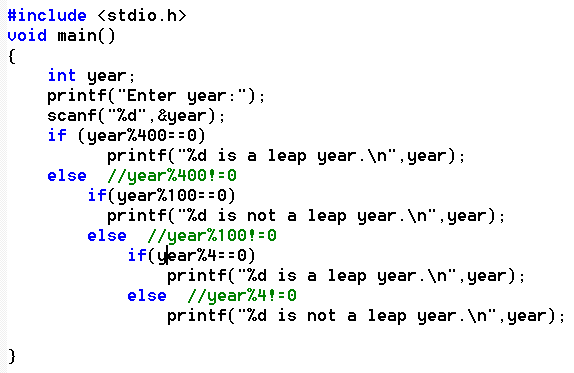 #include <stdio.h>
void main()
{
    int year;
    printf("Enter year:");
    scanf("%d",&year);
    if (year%400==0)
          printf("%d is a leap year.\n",year);
    else  //year%400!=0
        if(year%100==0)
          printf("%d is not a leap year.\n",year);
        else  //year%100!=0
            if(year%4==0)
                printf("%d is a leap year.\n",year);
            else  //year%4!=0
                printf("%d is not a leap year.\n",year);
}